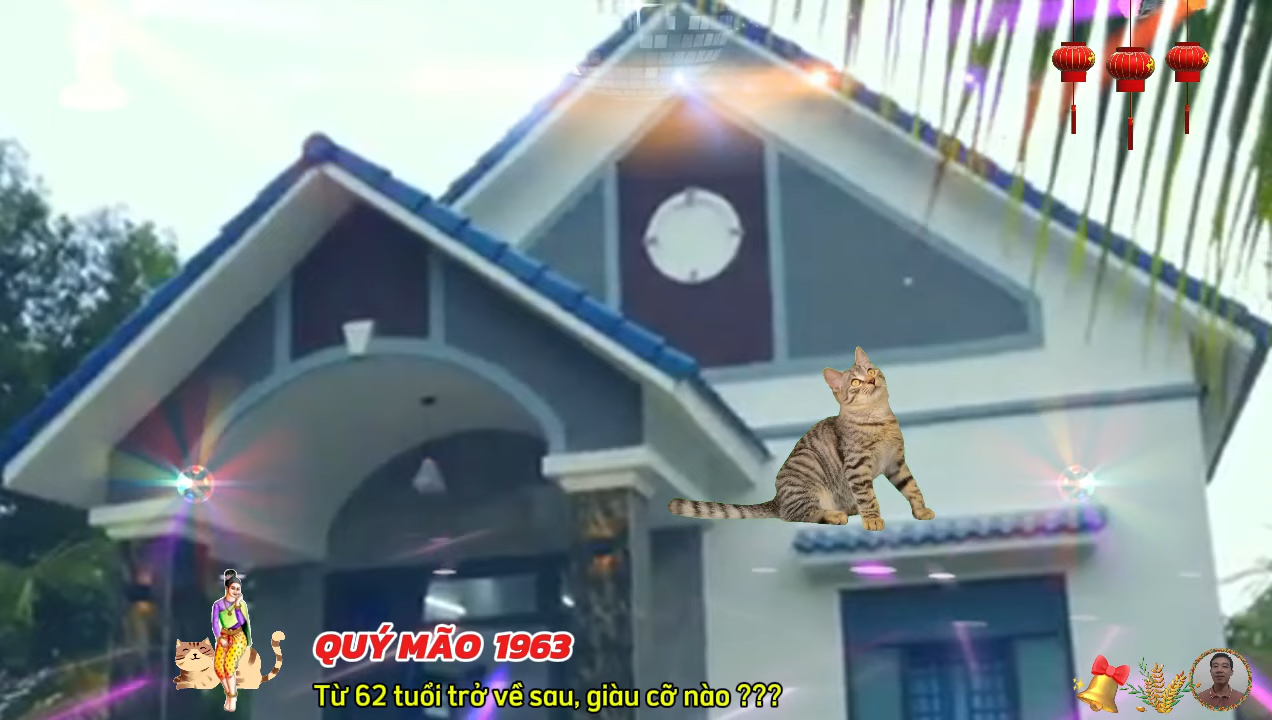 QUÝ MÃO 1963
Từ 62 tuổi trở về sau, giàu cỡ nào ???